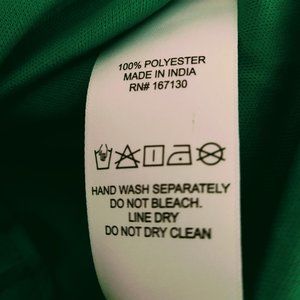 100% POLYESTER
MADE IN INDIA
RN# 167130
HAND WASH SEPARATELY
DO NOT BLEACH.
LINE DRY
DO NOT DRY CLEAN